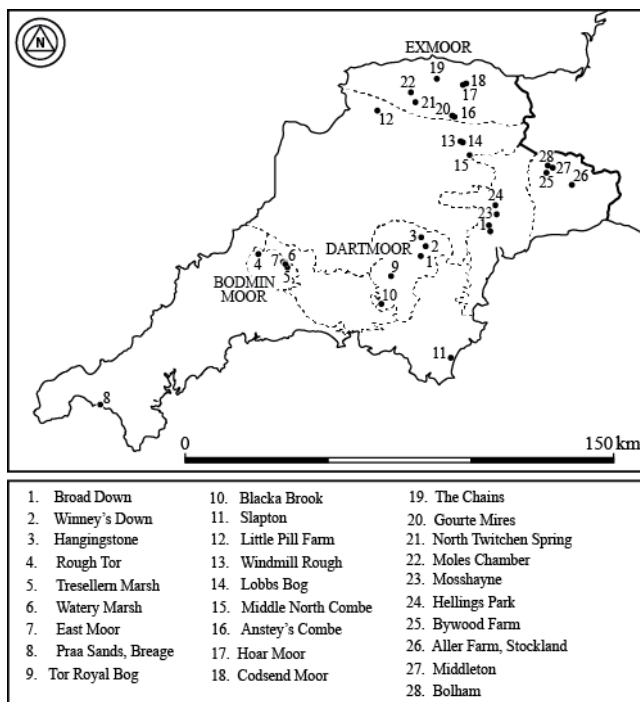 N
EXMOOR
19
22
18
17
21
20
16
12
13
14
15
28
27
25
26
24
23
1
3
DARTMOOR
2
1
6
4
7
5
9
BODMIN
MOOR
10
11
8
0
150 km
1. Broad Down
2. Winney's Down
3. Hangingstone
4. Rough Tor
5. Tresellern Marsh
6. Watery Marsh
7. East Moor
8. Praa Sands, Breage
9. Tor Royal Bog
10. Blacka Brook
11. Slapton
12. Little Pill Farm
13. Windmill Rough
14. Lobbs Bog
15. Middle North Combe
16. Anstey's Combe
17. Hoar Moor
18. Codsend Moor
19. The Chains
20. Gourte Mires
21. North Twitchen Spring
22. Moles Chamber
23. Mosshayne
24. Hellings Park
25. Bywood Farm
26. Aller Farm, Stockland
27. Middleton
28. Bolham